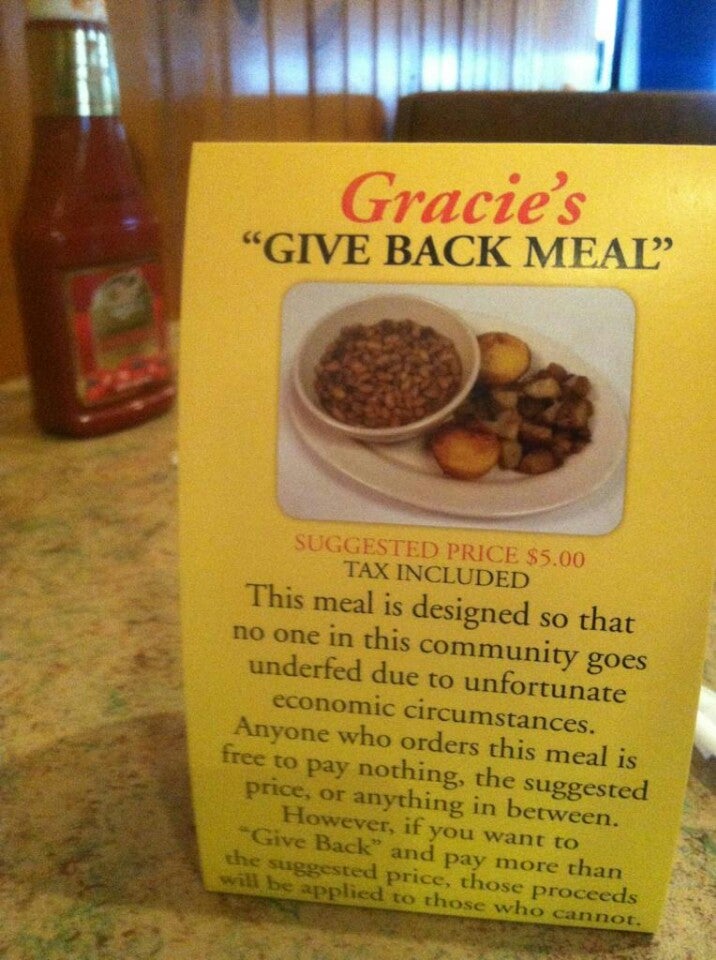 Gracie's
“GIVE BACK MEAL”
SUGGESTED PRICE $5.00
TAX INCLUDED
This meal is designed so that
no one in this community goes
underfed due to unfortunate
economic circumstances.
Anyone who orders this meal is
free to pay nothing, the suggested
price, or anything in between.
However, if you want to
“Give Back” and pay more than
the suggested price, those proceeds
will be applied to those who cannot.